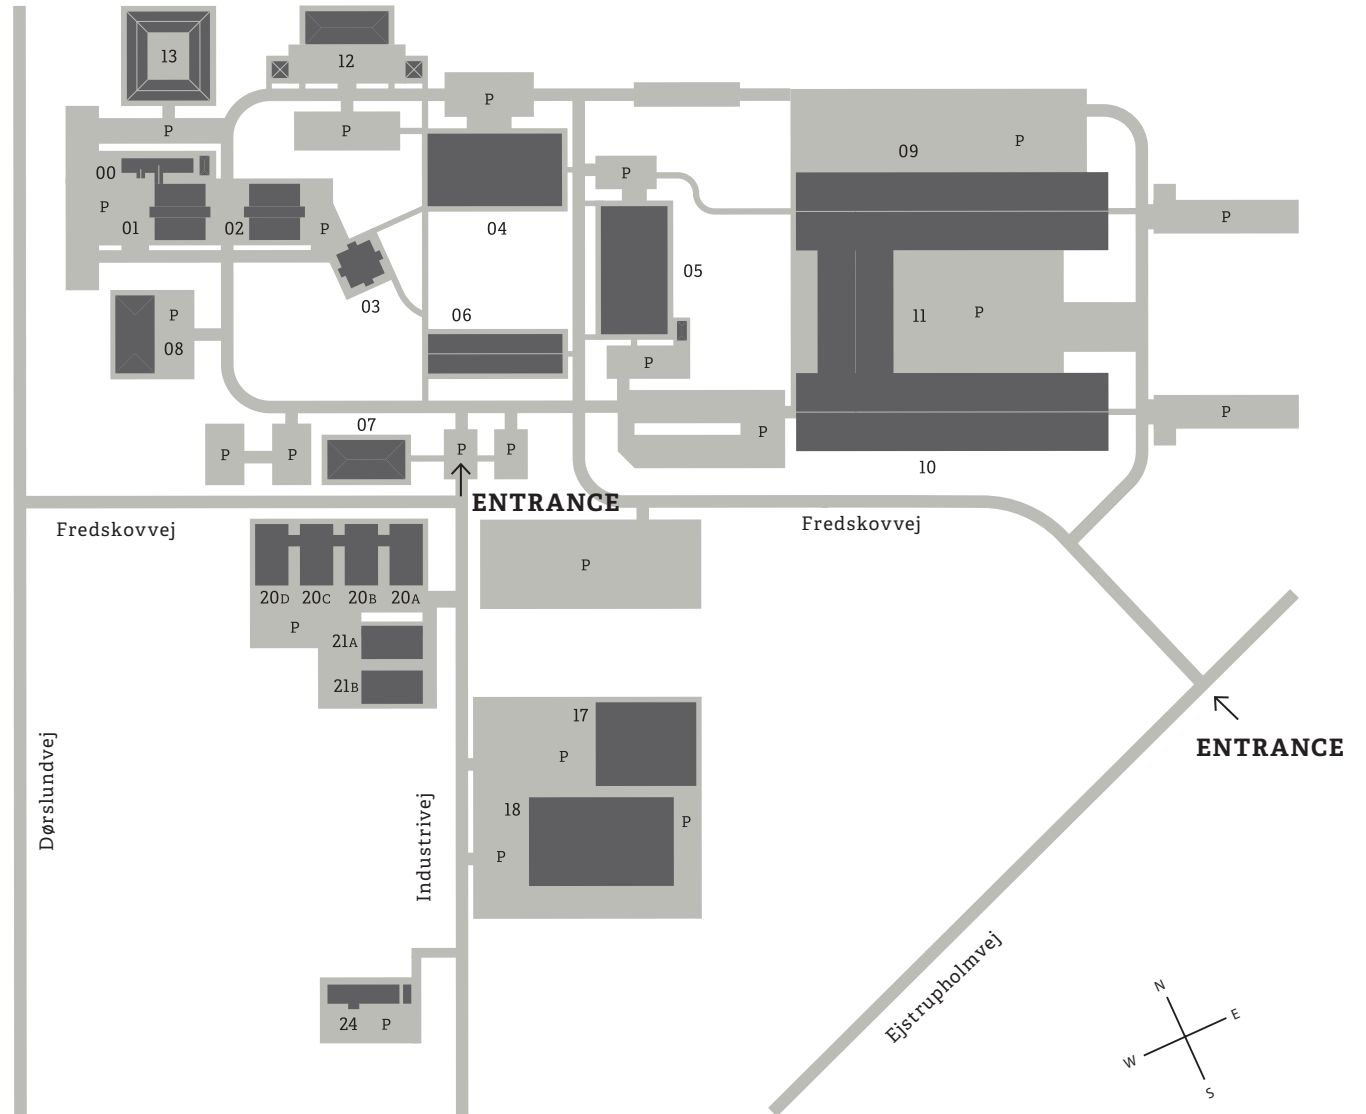 13
12
P
P
P
09
P
00
P
P
01
02
P
04
05
P
03
06
P
08
11
P
07
P
P
P
P
P
P
P
10
ENTRANCE
Fredskovvej
Fredskovvej
P
20D
20C
20B
20A
P
21A
21B
17
P
18
P
P
ENTRANCE
Dørslundvej
Industrivej
Ejstrupholmvej
24
P
N
E
W
S